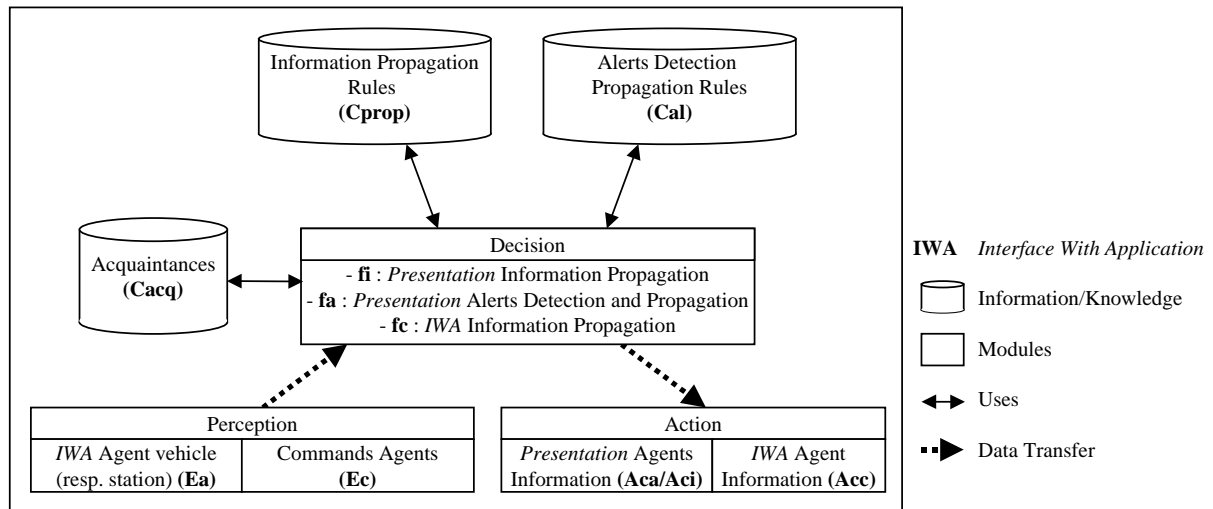 Information Propagation
Rules
(Cprop)
Alerts Detection
Propagation Rules
(Cal)
Acquaintances
(Cacq)
Decision
- fi : Presentation Information Propagation
- fa : Presentation Alerts Detection and Propagation
- fc : IWA Information Propagation
Perception
IWA Agent vehicle
(resp. station) (Ea)
Commands Agents
(Ec)
Action
Presentation Agents
Information (Aca/Aci)
IWA Agent
Information (Acc)
IWA Interface With Application
Information/Knowledge
Modules
Uses
Data Transfer